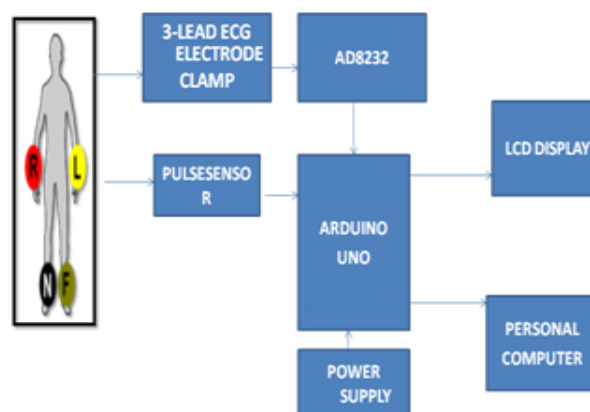 3-LEAD ECG
ELECTRODE
CLAMP
AD8232
LCD DISPLAY
R
L
PULSESENSO
R
ARDUINO
UNO
N
F
PERSONAL
COMPUTER
POWER
SUPPLY